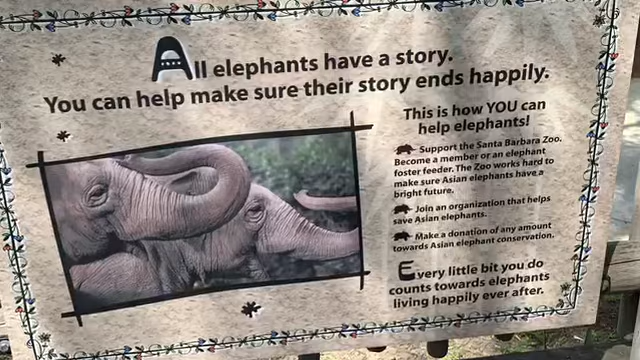 All elephants have a story.
You can help make sure their story ends happily.
This is how YOU can
help elephants!
Support the Santa Barbara Zoo.
Become a member or an elephant
foster feeder. The Zoo works hard to
make sure Asian elephants have a
bright future.
Join an organization that helps
save Asian elephants.
Make a donation of any amount
towards Asian elephant conservation.
Every little bit you do
counts towards elephants
living happily ever after.